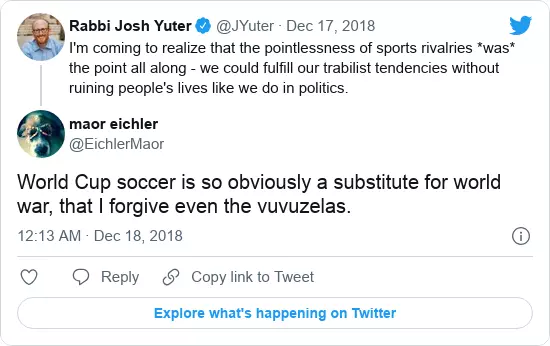 Rabbi Josh Yuter @JYuter · Dec 17, 2018
I'm coming to realize that the pointlessness of sports rivalries *was*
the point all along - we could fulfill our trabilist tendencies without
ruining people's lives like we do in politics.
maor eichler
@EichlerMaor
World Cup soccer is so obviously a substitute for world
war, that I forgive even the vuvuzelas.
12:13 AM · Dec 18, 2018
Reply Copy link to Tweet
Explore what's happening on Twitter